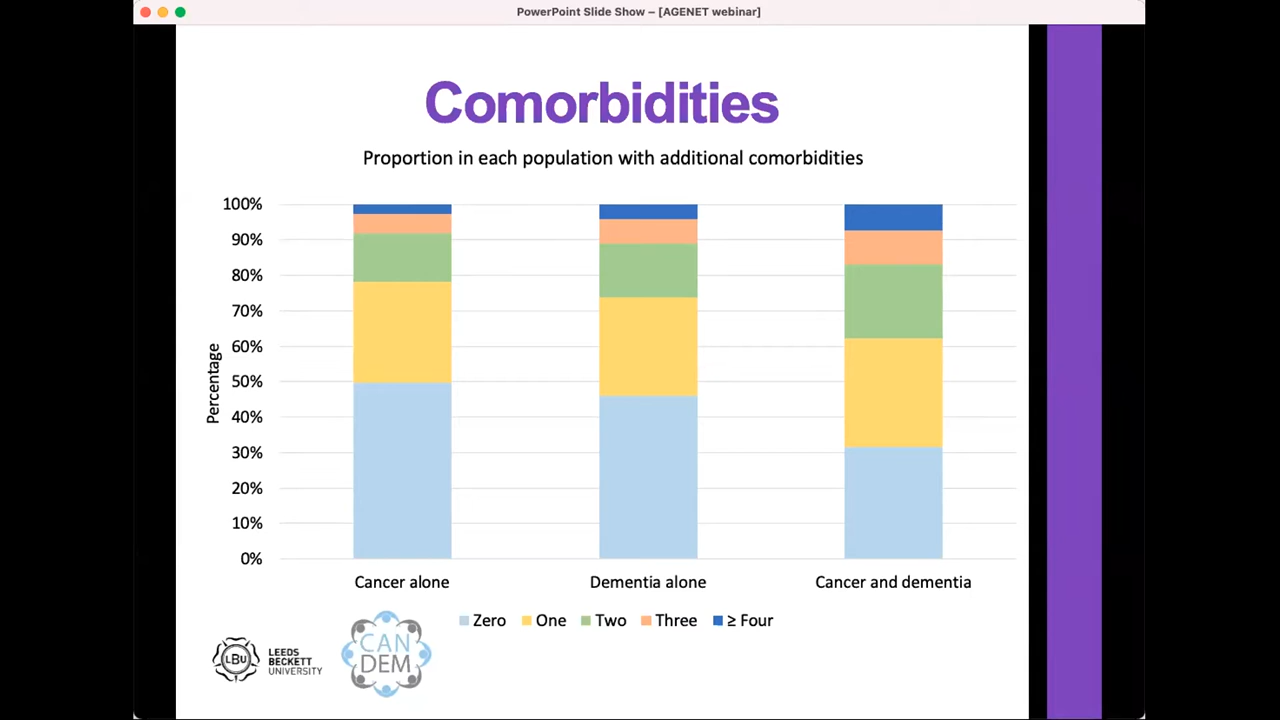 PowerPoint Slide Show – [AGENET webinar]
Comorbidities
Proportion in each population with additional comorbidities
100%
90%
80%
70%
60%
50%
40%
30%
20%
10%
0%
Percentage
Cancer alone Dementia alone Cancer and dementia
Zero One Two Three ≥ Four
LBU
LEEDS
BECKETT
UNIVERSITY
CAN
DEM